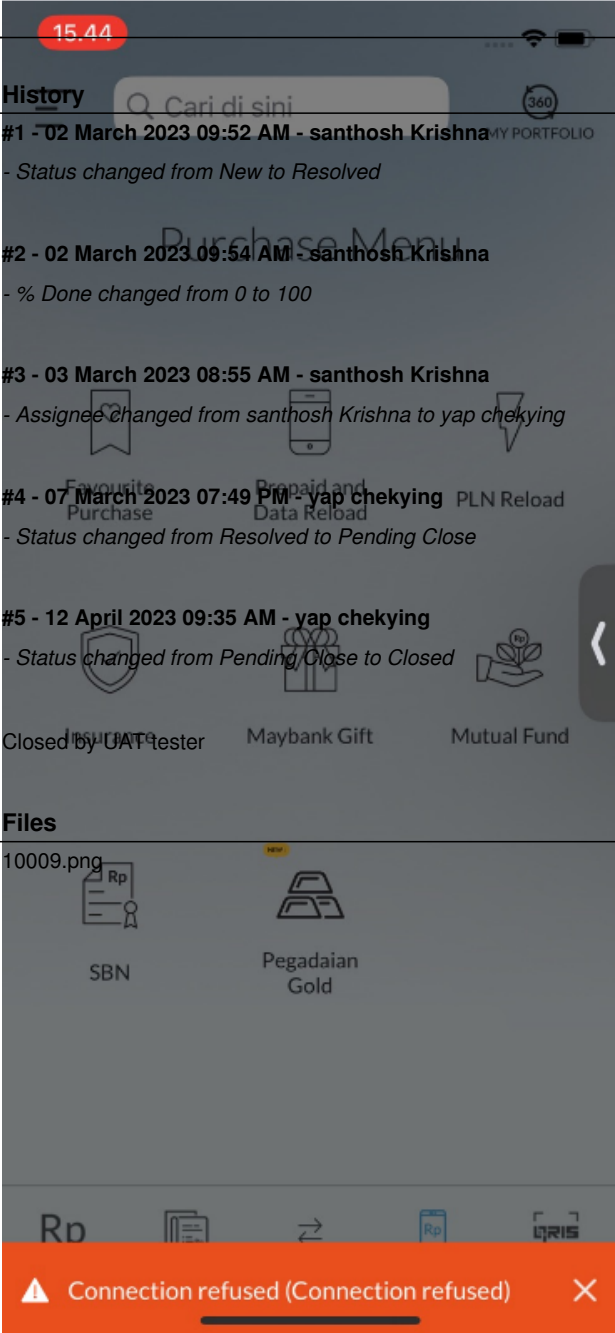 15.44
History
Cari di sini
360
#1 - 02 March 2023 09:52 AM - santhosh Krishna
MY PORTFOLIO
- Status changed from New to Resolved
Purchase Menu
#2 - 02 March 2023 09:54 AM - santhosh Krishna
- % Done changed from 0 to 100
#3 - 03 March 2023 08:55 AM - santhosh Krishna
- Assignee changed from santhosh Krishna to yap chekying
Favourite
Purchase
Prepaid and
Data Reload
PLN Reload
#4 - 07 March 2023 07:49 PM - yap chekying
- Status changed from Resolved to Pending Close
#5 - 12 April 2023 09:35 AM - yap chekying
- Status changed from Pending Close to Closed
Rp
Insurance
Maybank Gift
Mutual Fund
Closed by UAT tester
Files
NEW
10009.png
Rp
SBN
Pegadaian
Gold
Rp
Rp
QRIS
Connection refused (Connection refused)